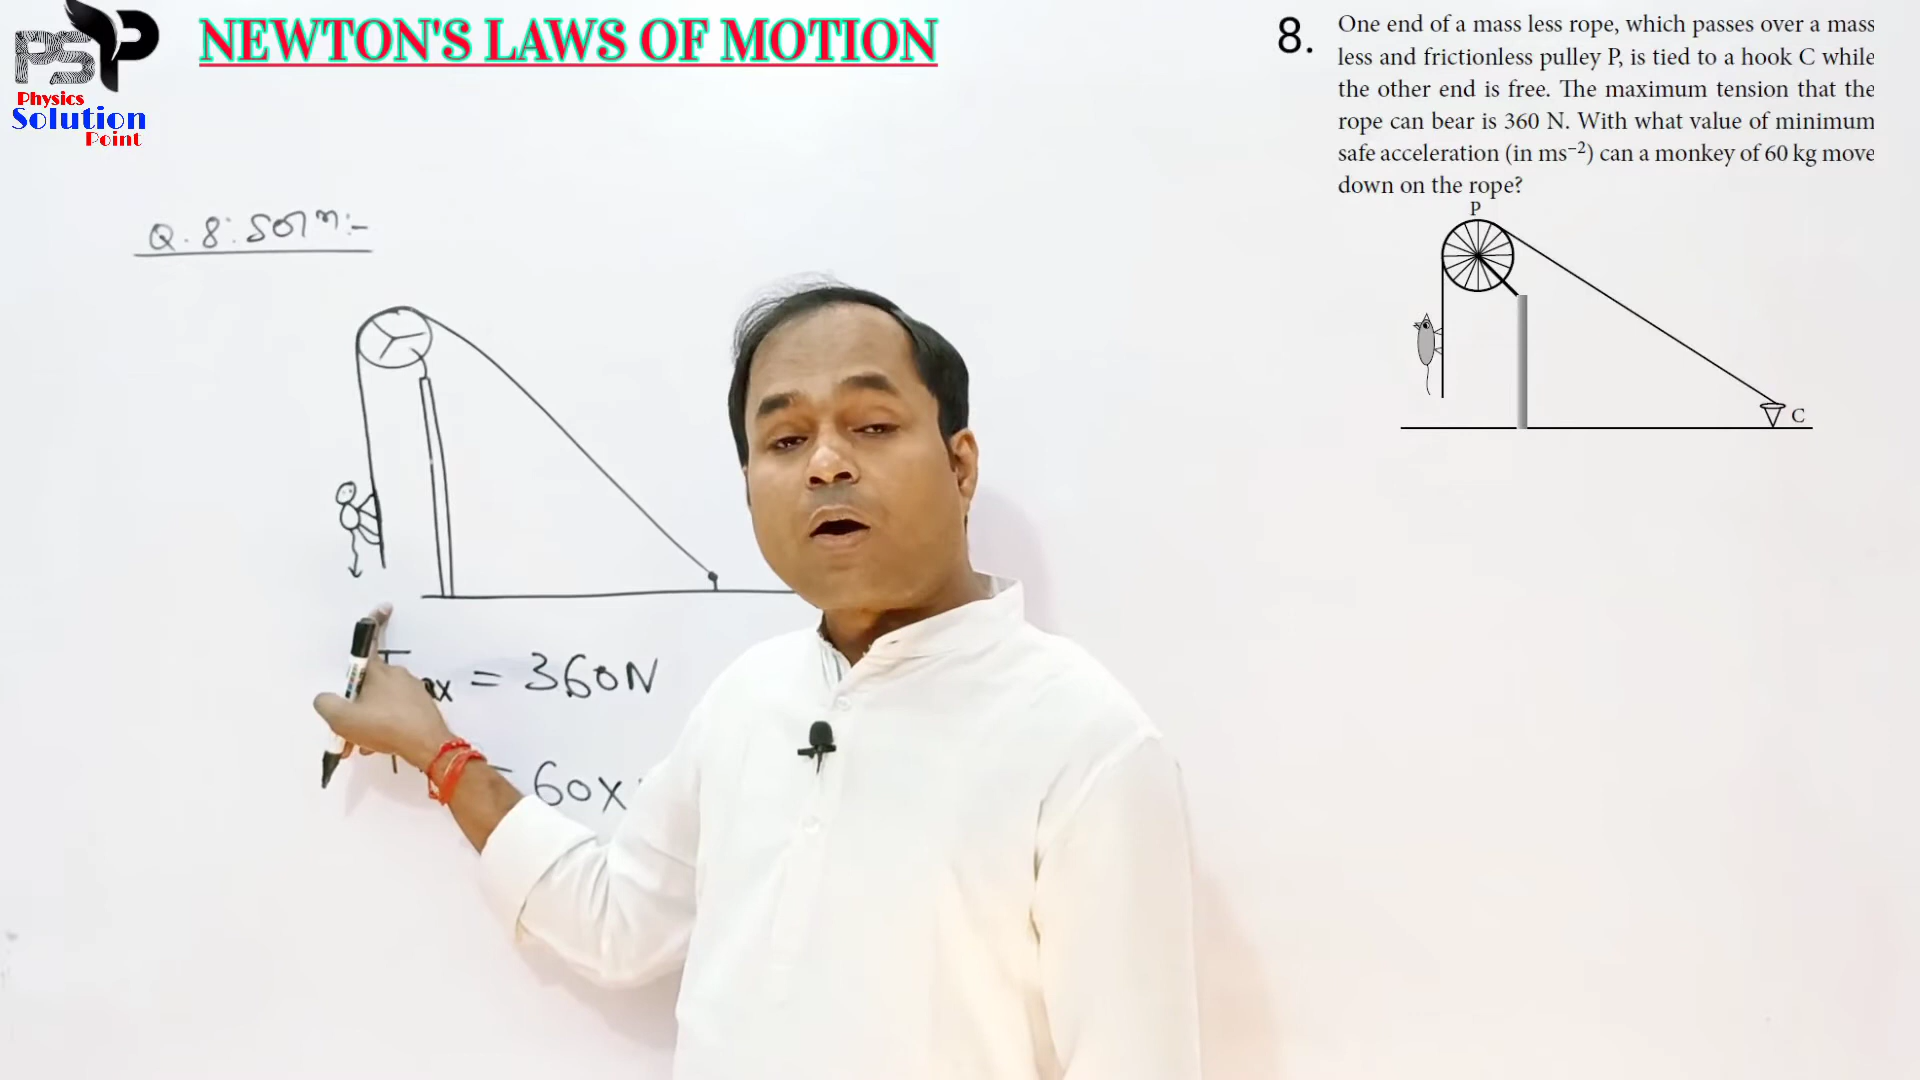 PSP
Physics
Solution
Point
NEWTON'S LAWS OF MOTION
8. One end of a mass less rope, which passes over a mass
less and frictionless pulley P, is tied to a hook C while
the other end is free. The maximum tension that the
rope can bear is 360 N. With what value of minimum
safe acceleration (in ms⁻²) can a monkey of 60 kg move
down on the rope?
P
C
Q. 8: Solⁿ:-
= 360N
= 60x